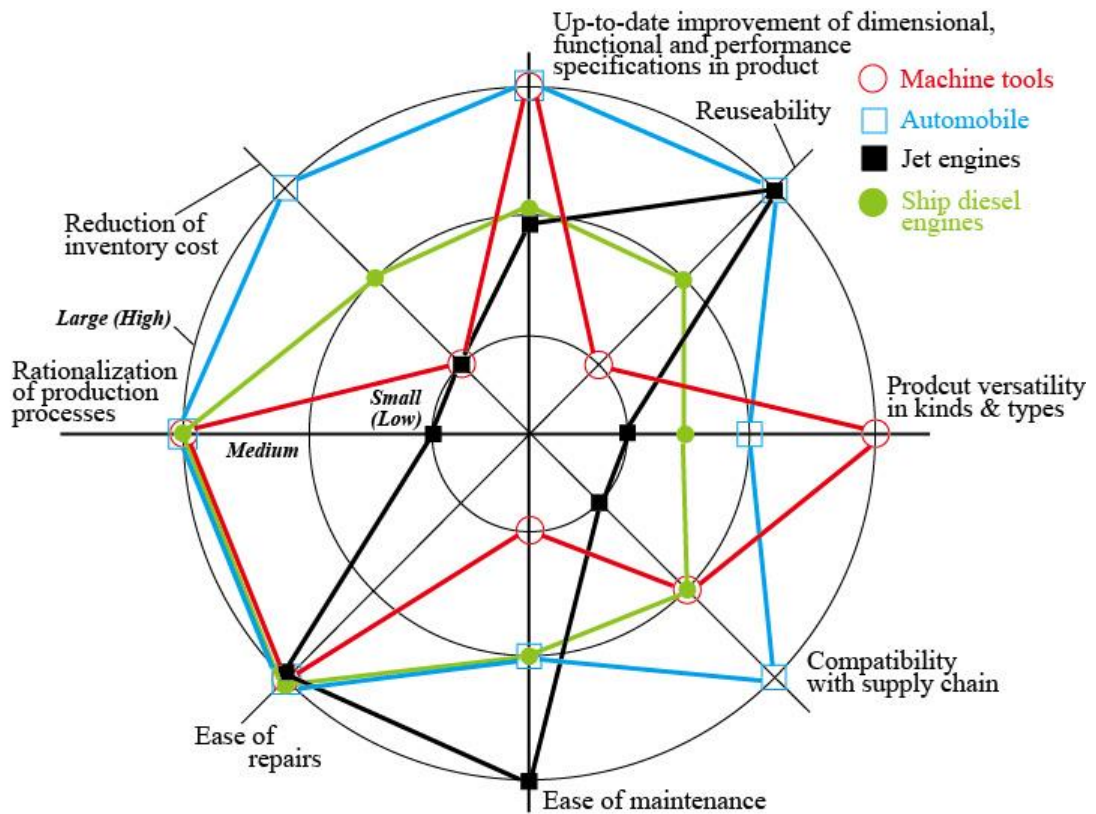 Up-to-date improvement of dimensional,
functional and performance
specifications in product
Machine tools
Reuseability
Automobile
Jet engines
Ship diesel
engines
Reduction of
inventory cost
Large (High)
Rationalization
of production
processes
Small
(Low)
Medium
Prodcut versatility
in kinds & types
Compatibility
with supply chain
Ease of
repairs
Ease of maintenance